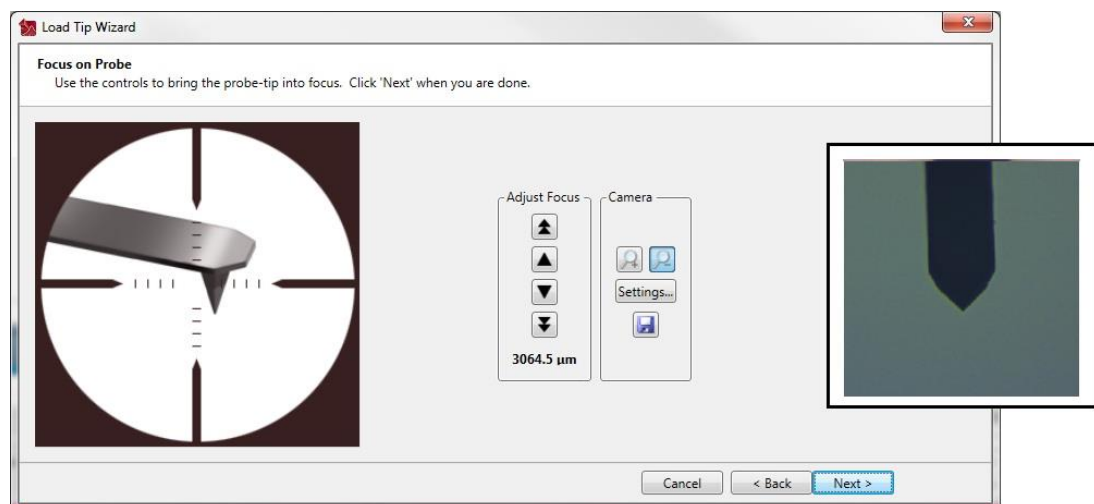 Load Tip Wizard
Focus on Probe
Use the controls to bring the probe-tip into focus.  Click 'Next' when you are done.
Adjust Focus
Camera
Settings...
3064.5 µm
Cancel
< Back
Next >